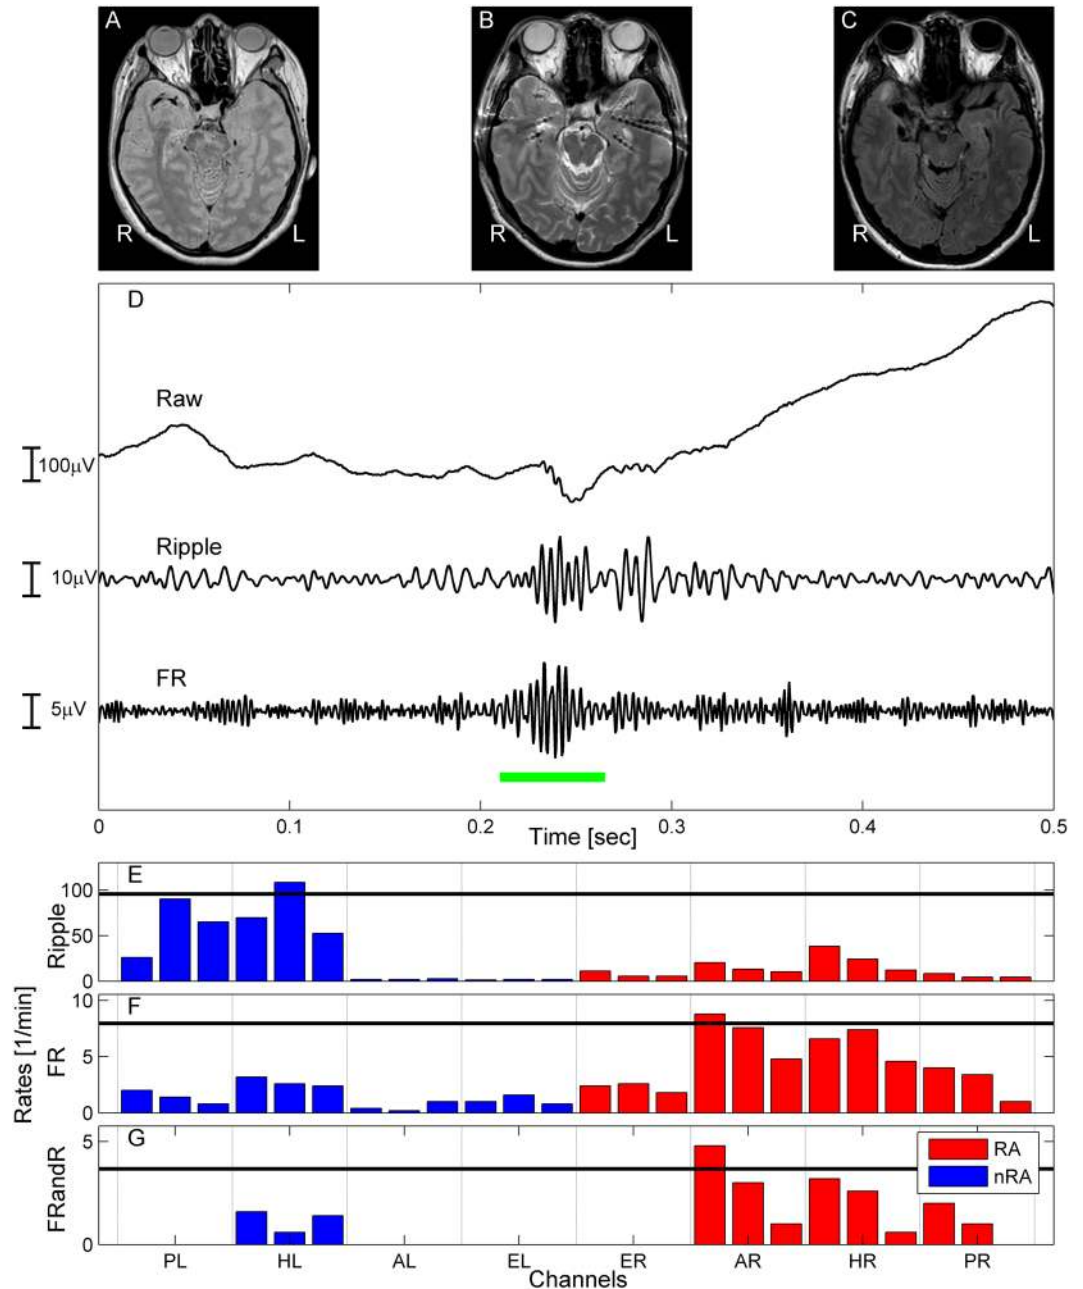 A
B
C
R
L
R
L
R
L
D
Raw
100µV
Ripple
10µV
FR
5µV
0
0.1
0.2
0.3
0.4
0.5
Time [sec]
E
100
50
0
Ripple
F
10
5
0
FR
Rates [1/min]
G
5
0
FRandR
RA
nRA
PL
HL
AL
EL
ER
AR
HR
PR
Channels